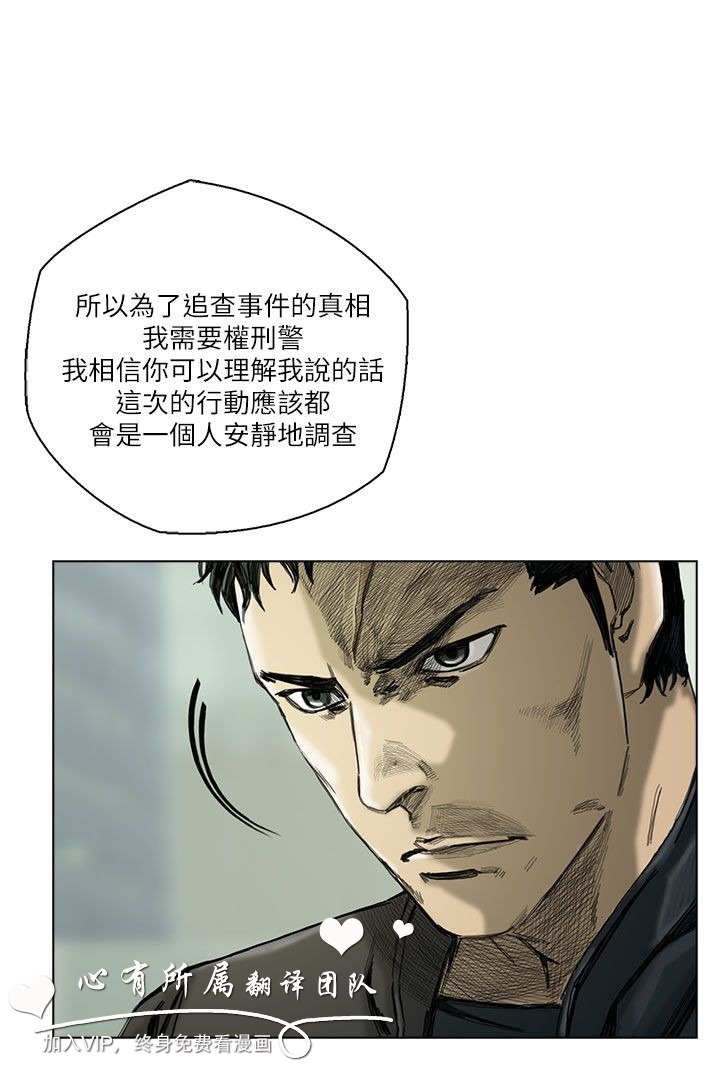 所以為了追查事件的真相
我需要權刑警
我相信你可以理解我說的話
這次的行動應該都
會是一個人安靜地調查
心有所属翻译团队
加入VIP，终身免费看漫画